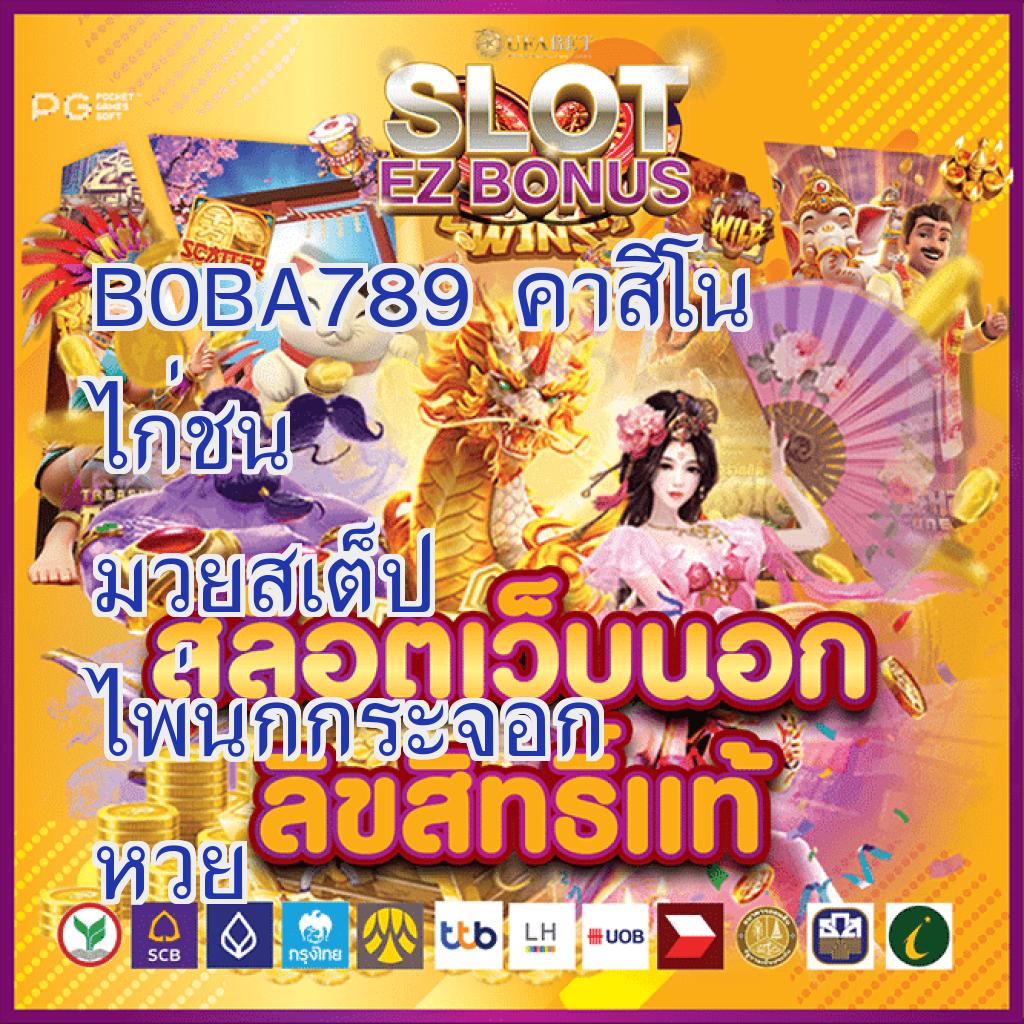 UFABET
SLOT
EZ BONUS
PG POCKET GAMES SOFT
SCATTER
WINS
WILD
BOBA789 คาสิโน
ไก่ชน
มวยสเต็ป
สล็อตเว็บนอก
ไพ่นกกระจอก
ลิขสิทธิ์แท้
หวย
SCB
กรุงไทย
ttb
LH
UOB